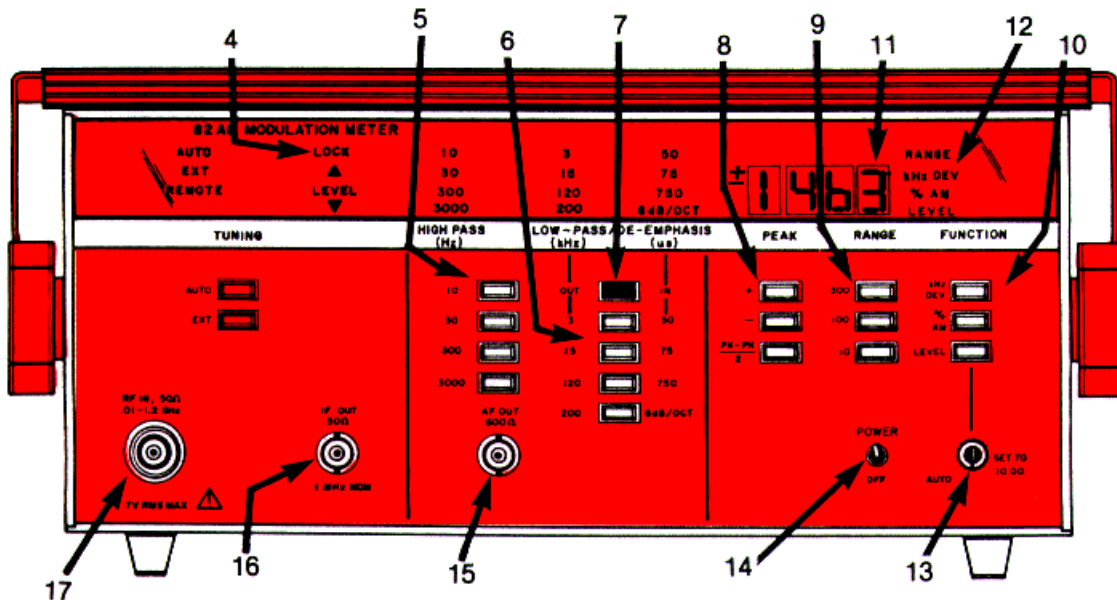 5 6 7 8 9 11 12 10
4
MODULATION METER
AUTO LOCK 10 3 50 RANGE
EXT ▲ 30 15 75 kHz DEV
REMOTE LEVEL 300 120 750 % AM
▼ 3000 200 6dB/OCT LEVEL
± 1463
TUNING HIGH PASS LOW-PASS/DE-EMPHASIS PEAK RANGE FUNCTION
(Hz) (kHz) (us)
AUTO 10 OUT IN + 300 kHz DEV
EXT 30 3 50 – 100 % AM
300 15 75 PK-PK/2 10 LEVEL
3000 120 750
200 6dB/OCT
RF IN, 50Ω
.01-1.2 GHz
IF OUT
50Ω
AF OUT
600Ω
POWER
OFF
AUTO
SET TO
10.00
7V RMS MAX
1 MHz NOM
17 16 15 14 13